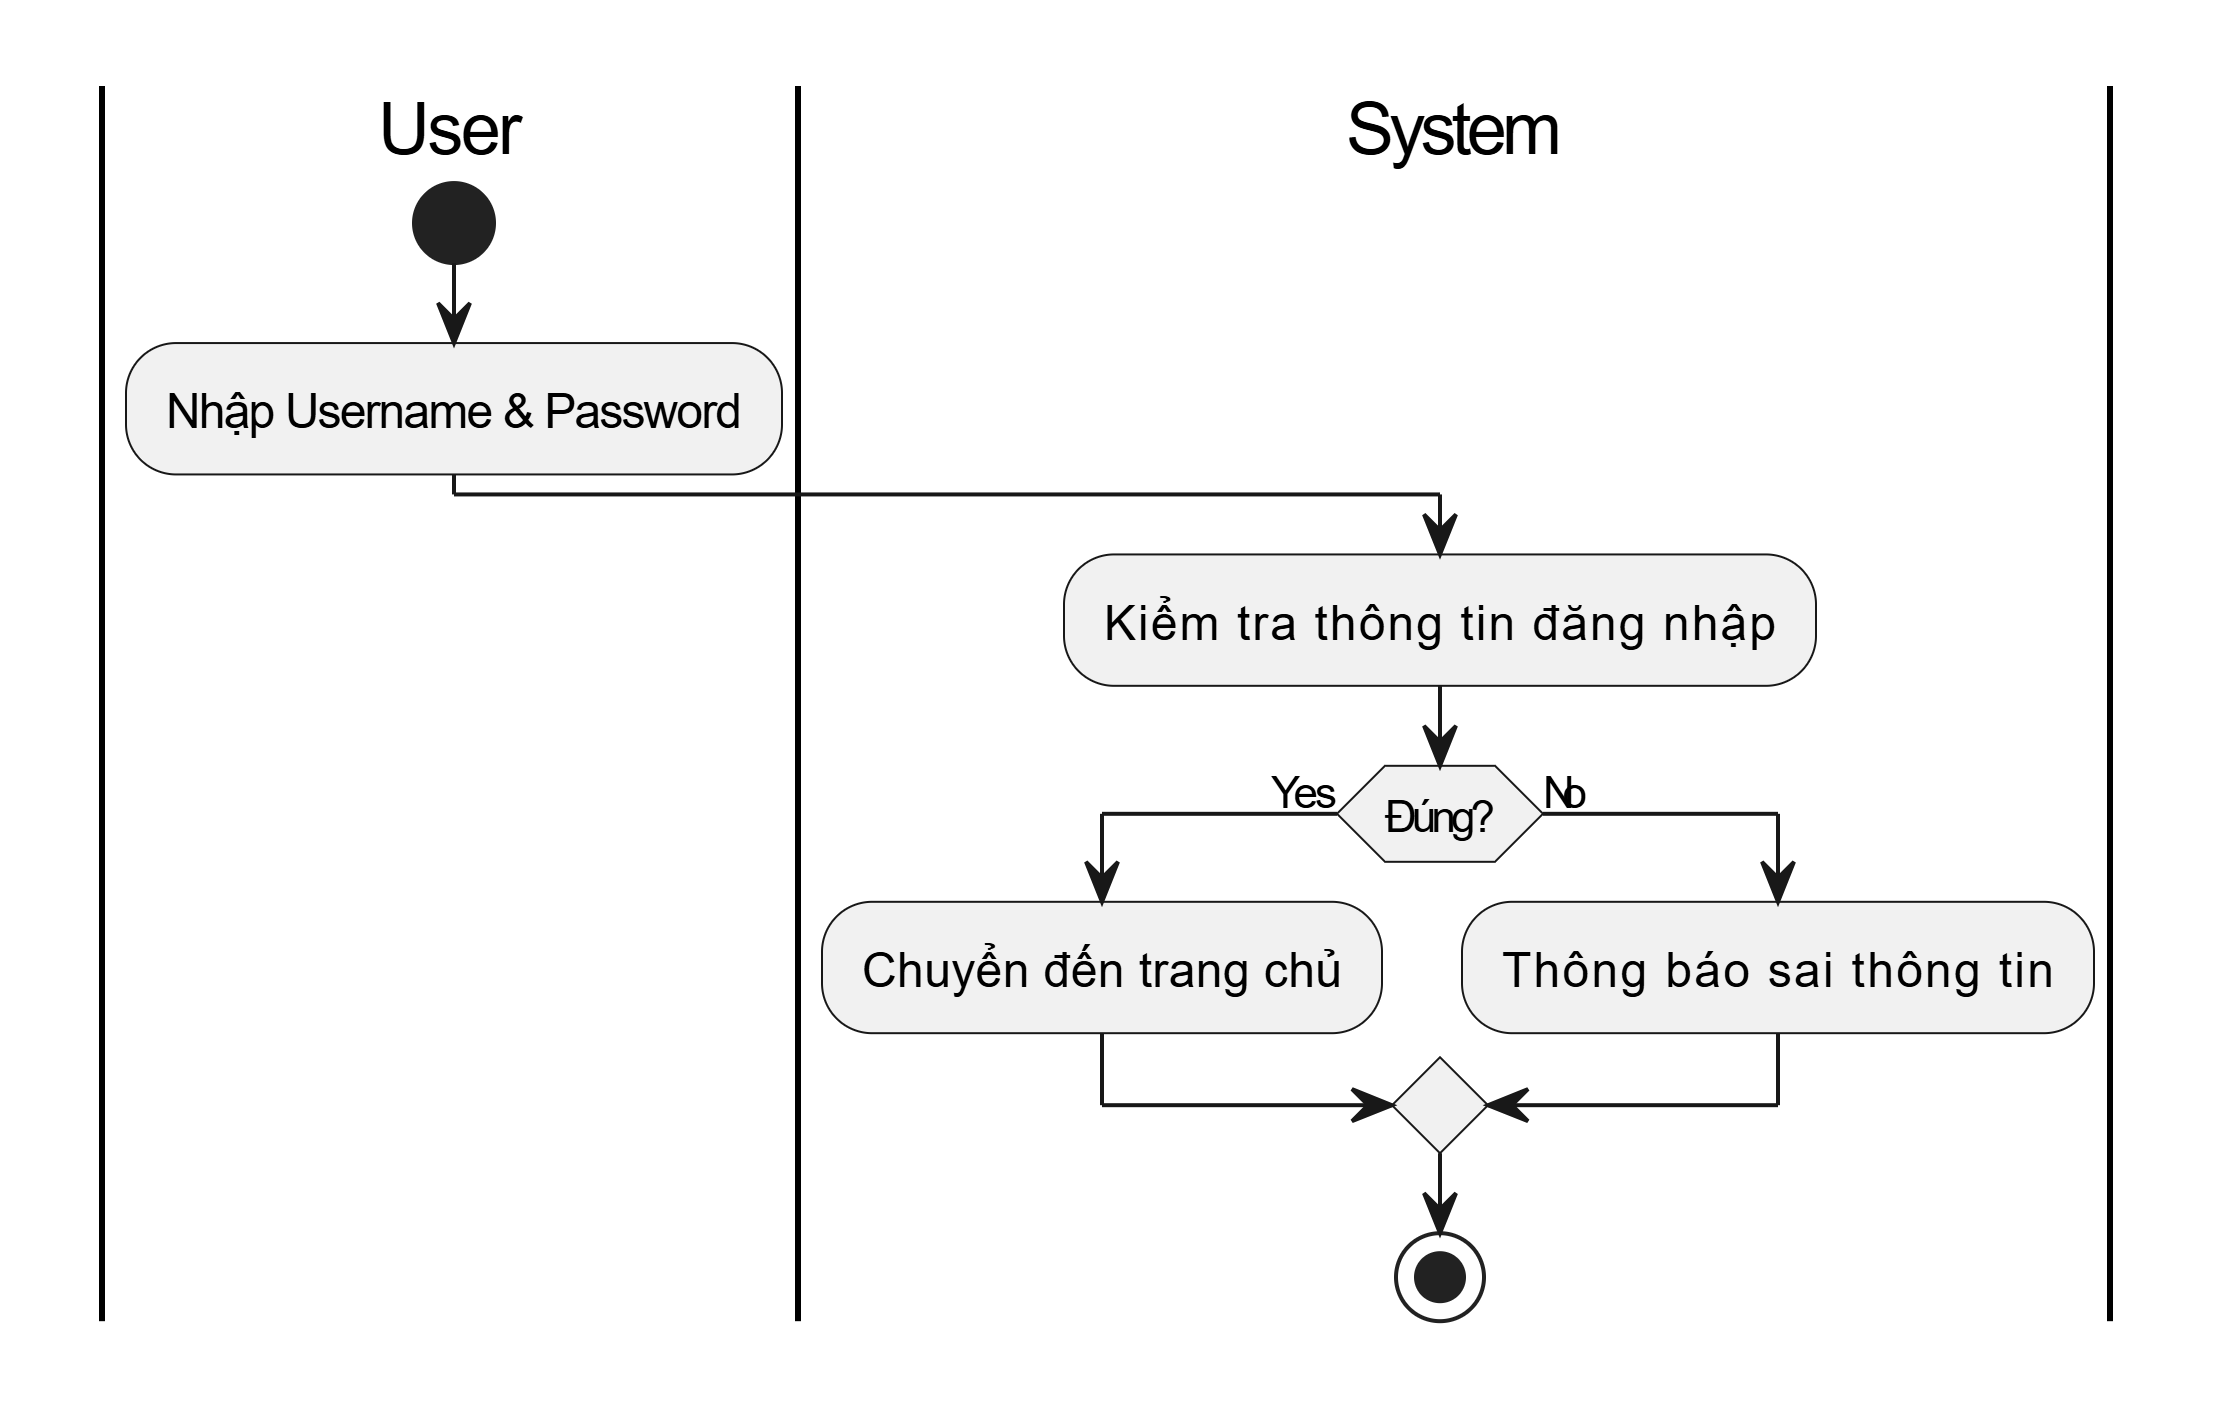 User
System
Nhập Username & Password
Kiểm tra thông tin đăng nhập
Yes
Đúng?
No
Chuyển đến trang chủ
Thông báo sai thông tin